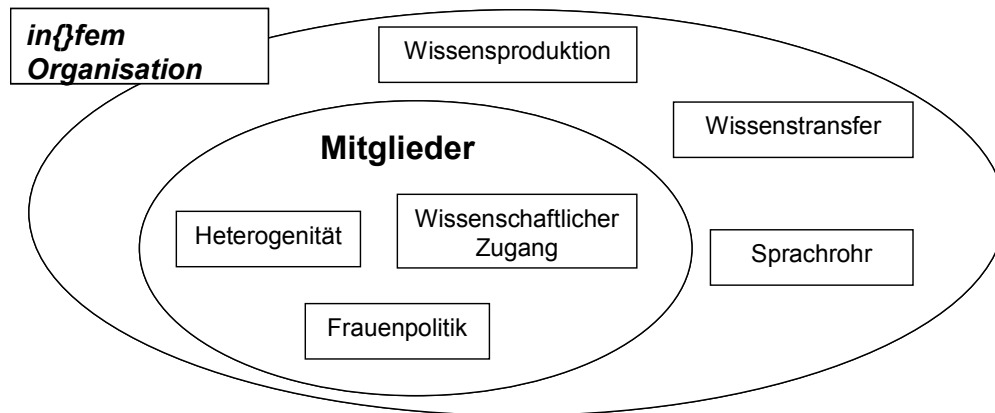 in{}fem
Organisation
Wissensproduktion
Wissenstransfer
Mitglieder
Heterogenität
Wissenschaftlicher
Zugang
Sprachrohr
Frauenpolitik